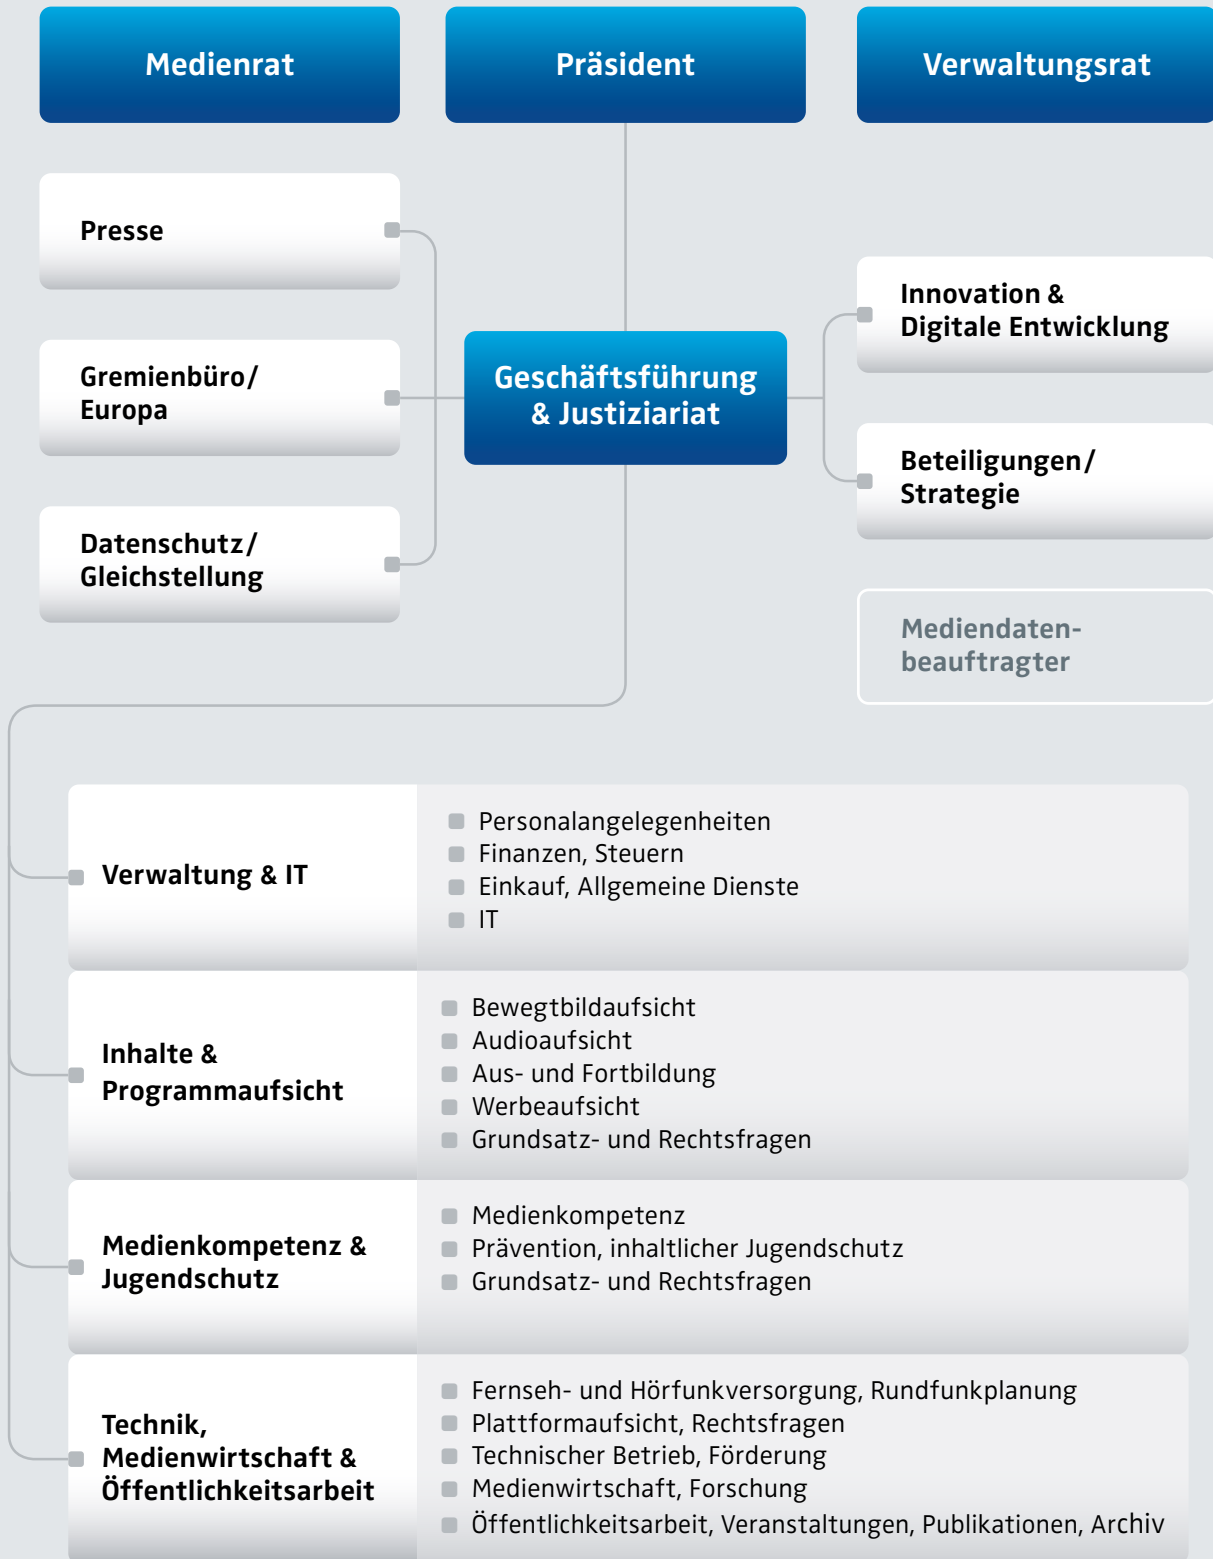 Medienrat
Präsident
Verwaltungsrat
Presse
Gremienbüro/
Europa
Datenschutz/
Gleichstellung
Geschäftsführung
& Justiziariat
Innovation &
Digitale Entwicklung
Beteiligungen/
Strategie
Mediendaten-
beauftragter
Verwaltung & IT
Personalangelegenheiten
Finanzen, Steuern
Einkauf, Allgemeine Dienste
IT
Inhalte &
Programmaufsicht
Bewegtbildaufsicht
Audioaufsicht
Aus- und Fortbildung
Werbeaufsicht
Grundsatz- und Rechtsfragen
Medienkompetenz &
Jugendschutz
Medienkompetenz
Prävention, inhaltlicher Jugendschutz
Grundsatz- und Rechtsfragen
Technik,
Medienwirtschaft &
Öffentlichkeitsarbeit
Fernseh- und Hörfunkversorgung, Rundfunkplanung
Plattformaufsicht, Rechtsfragen
Technischer Betrieb, Förderung
Medienwirtschaft, Forschung
Öffentlichkeitsarbeit, Veranstaltungen, Publikationen, Archiv